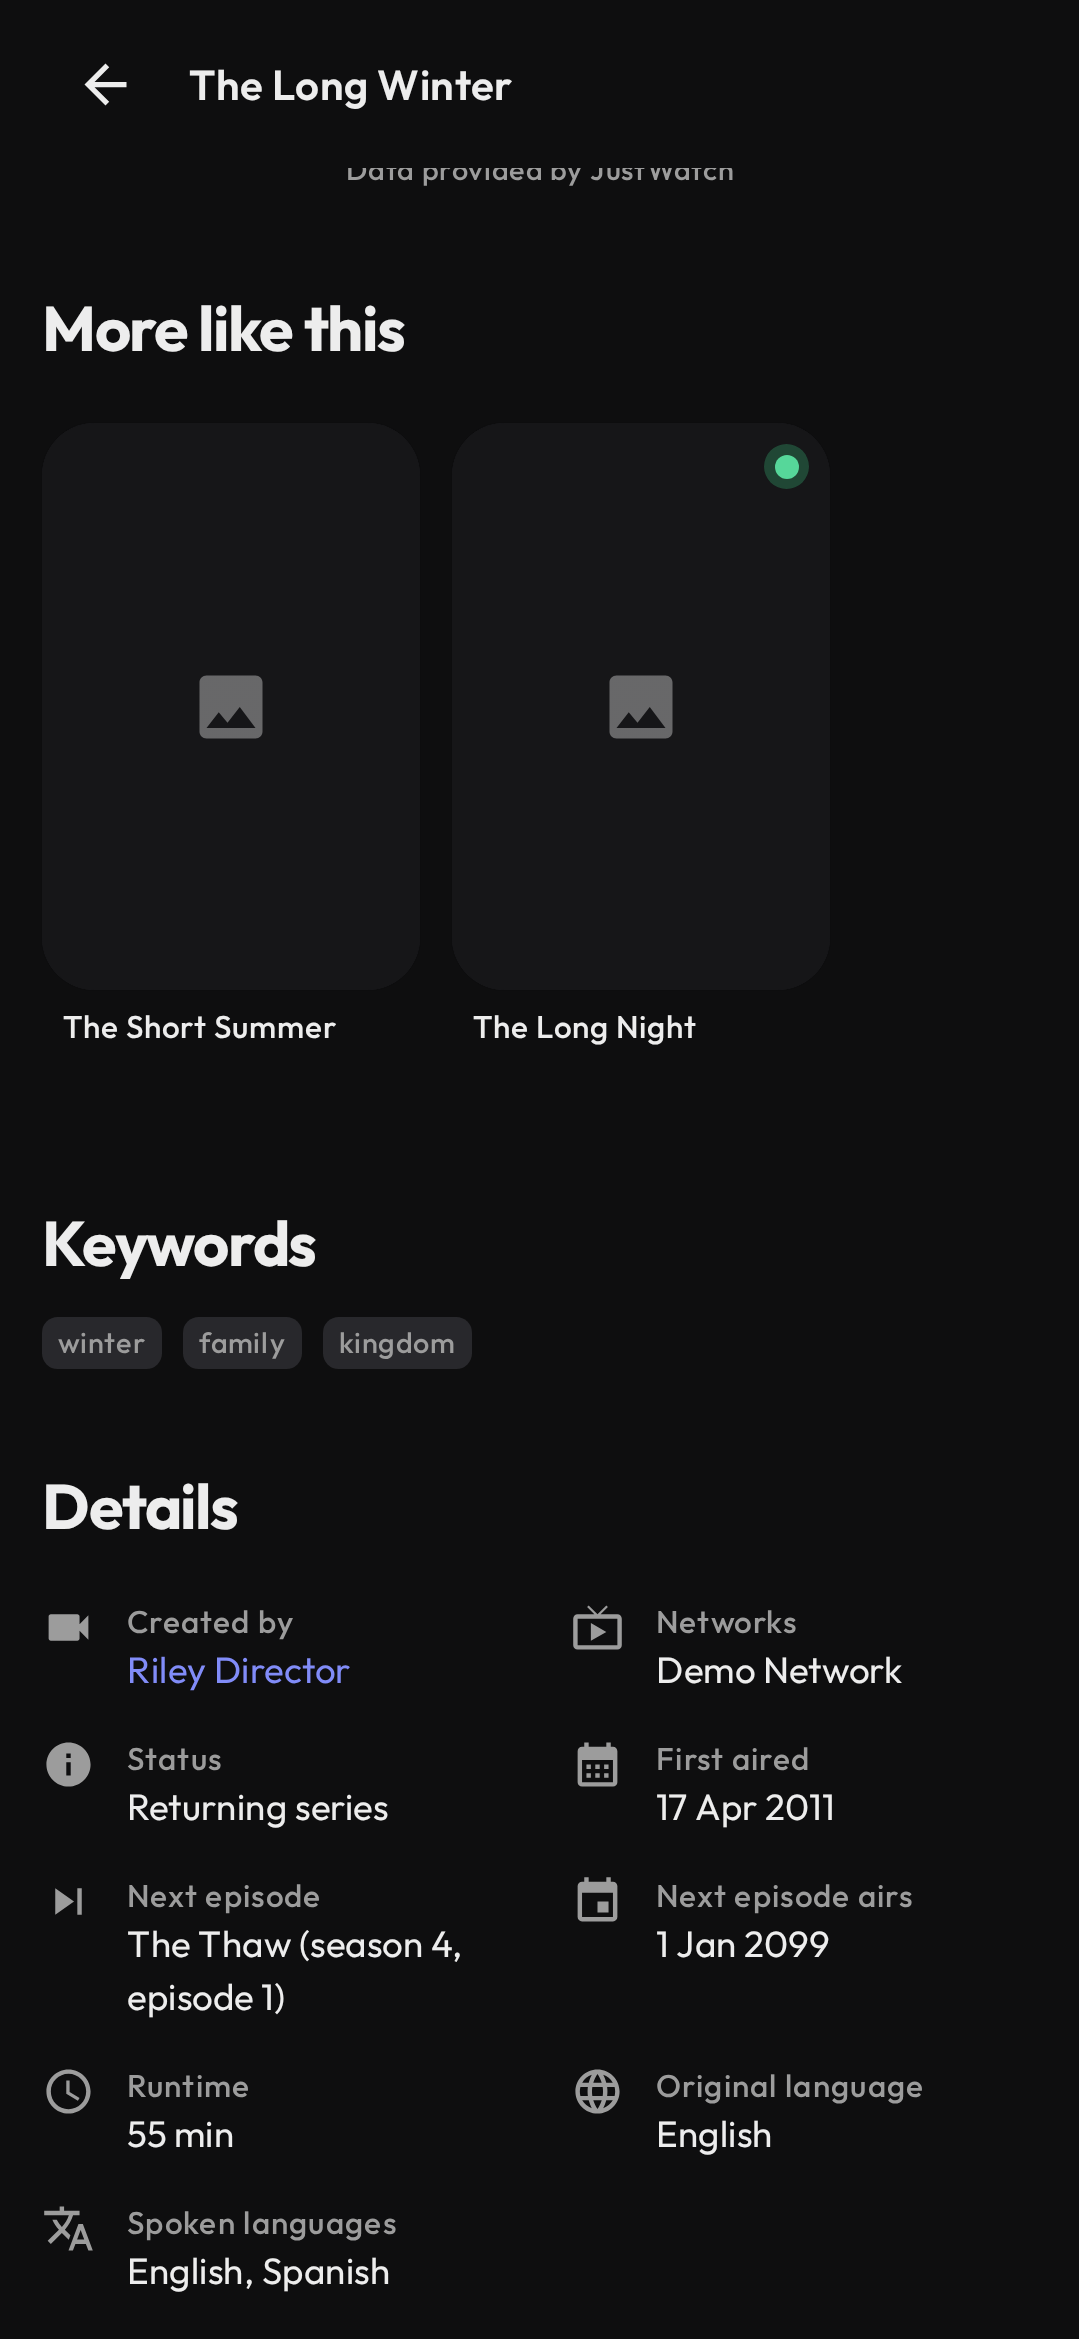 The Long Winter
Data provided by JustWatch
More like this
The Short Summer
The Long Night
Keywords
winter
family
kingdom
Details
Created by
Riley Director
Networks
Demo Network
Status
Returning series
First aired
17 Apr 2011
Next episode
The Thaw (season 4,
episode 1)
Next episode airs
1 Jan 2099
Runtime
55 min
Original language
English
Spoken languages
English, Spanish